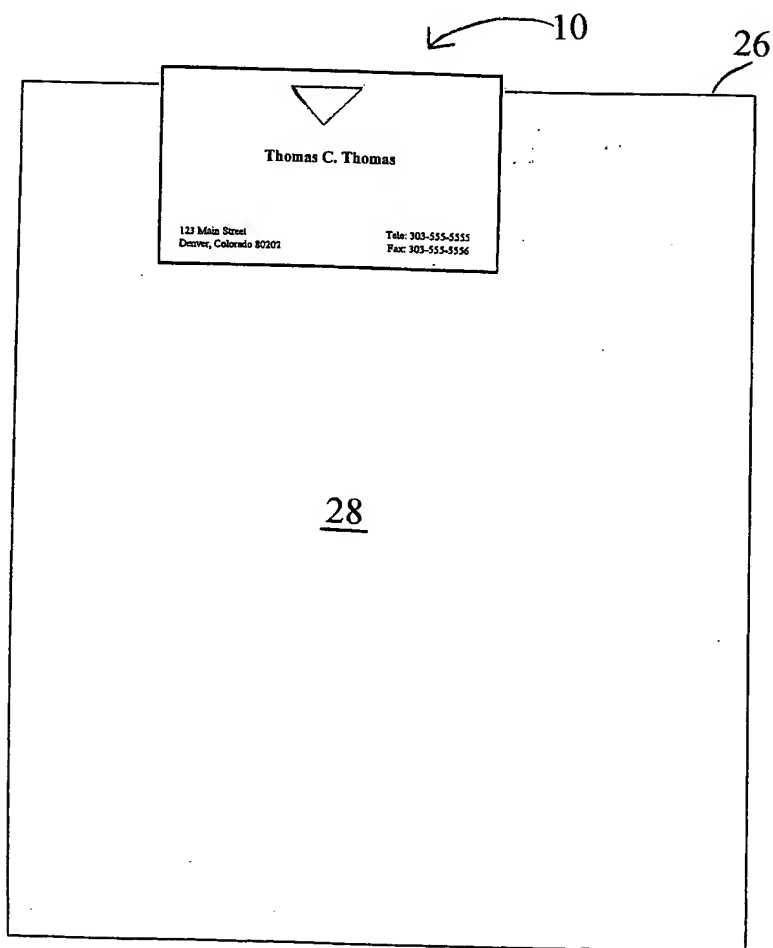 10
26
Thomas C. Thomas
123 Main Street
Denver, Colorado 80202
Tele: 303-555-5555
Fax: 303-555-5556
28